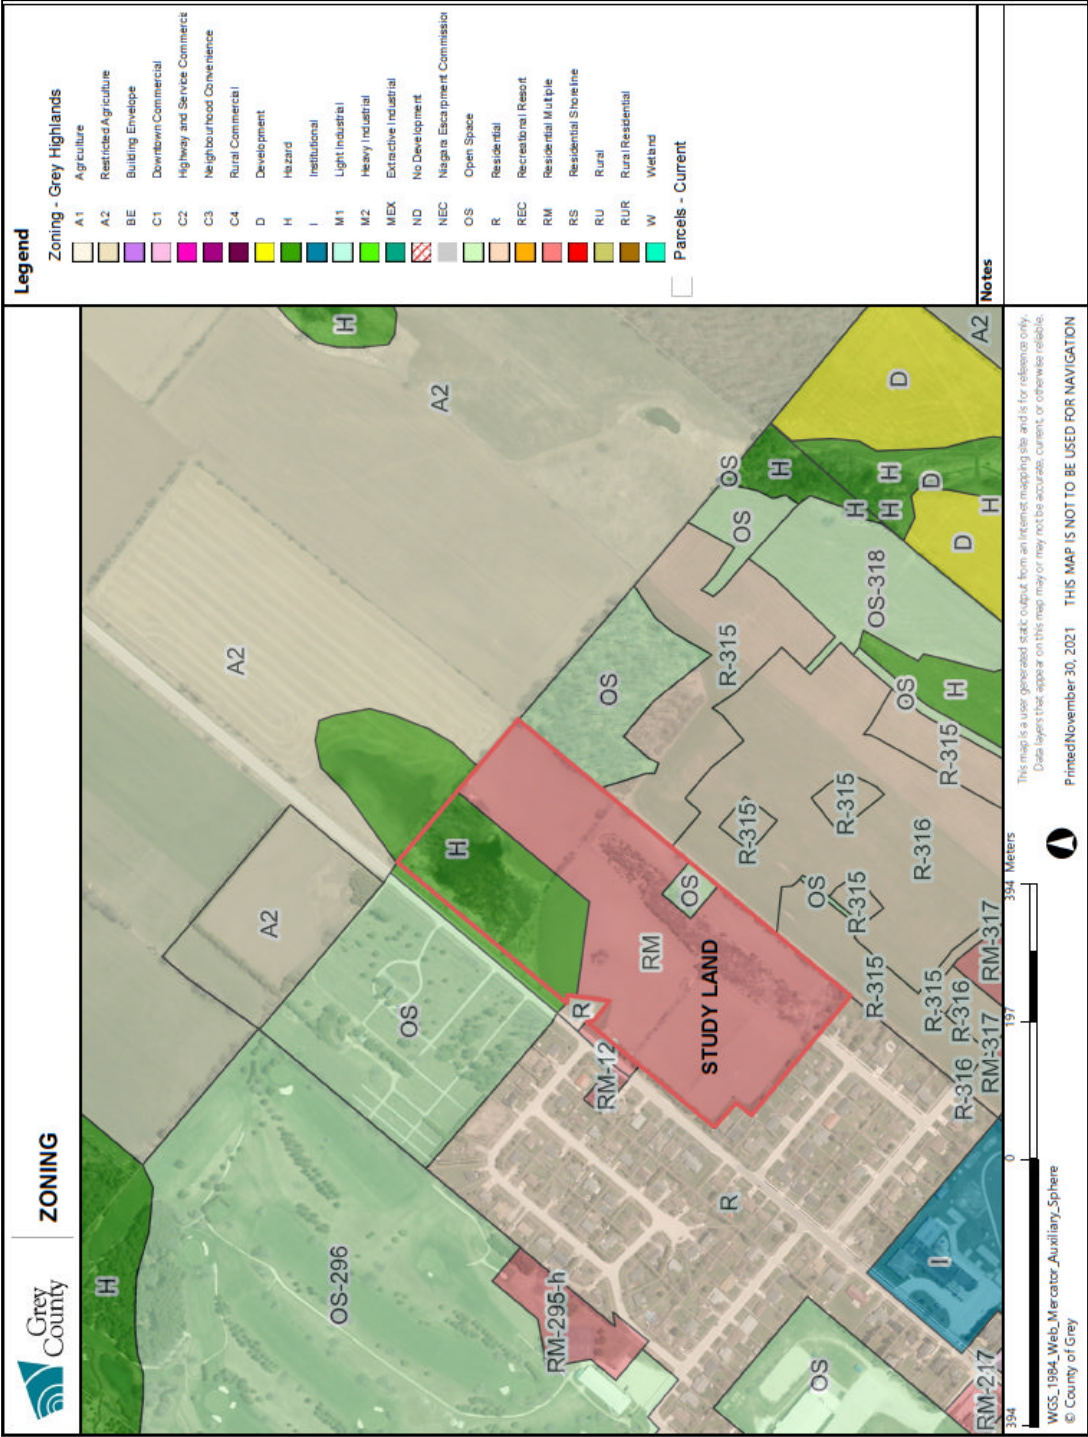 Grey
County
ZONING
Legend
Zoning - Grey Highlands
A1 Agriculture
A2 Restricted Agriculture
BE Building Envelope
C1 Downtown Commercial
C2 Highway and Service Commercia
C3 Neighbourhood Convenience
C4 Rural Commercial
D Development
H Hazard
I Institutional
M1 Light Industrial
M2 Heavy Industrial
MEX Extractive Industrial
ND No Development
NEC Niagara Escarpment Commission
OS Open Space
R Residential
REC Recreational Resort
RM Residential Multiple
RS Residential Shoreline
RU Rural
RUR Rural Residential
W Wetland
Parcels - Current
Notes
H
H
A2
A2
A2
OS-296
OS
H
A2
RM-295-h
RM-12
R
RM
OS
STUDY LAND
OS
R-315
OS
OS
H
D
R
OS
I
R-315
R-315
R-316
OS
R-315
OS-318
H
H
H
D
D
H
A2
OS
H
R-315
R-315
R-315
R-316
R-316
RM-317
RM-317
RM-217
394
0
197
394 Meters
WGS_1984_Web_Mercator_Auxiliary_Sphere
© County of Grey
This map is a user generated static output from an Internet mapping site and is for reference only.
Data layers that appear on this map may or may not be accurate, current, or otherwise reliable.
Printed November 30, 2021 THIS MAP IS NOT TO BE USED FOR NAVIGATION